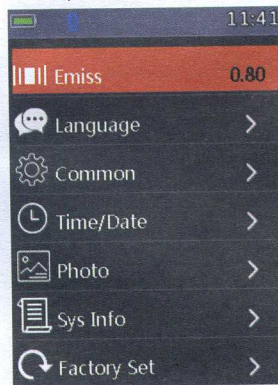 11:41
Emiss 0.80
Language
Common
Time/Date
Photo
Sys Info
Factory Set